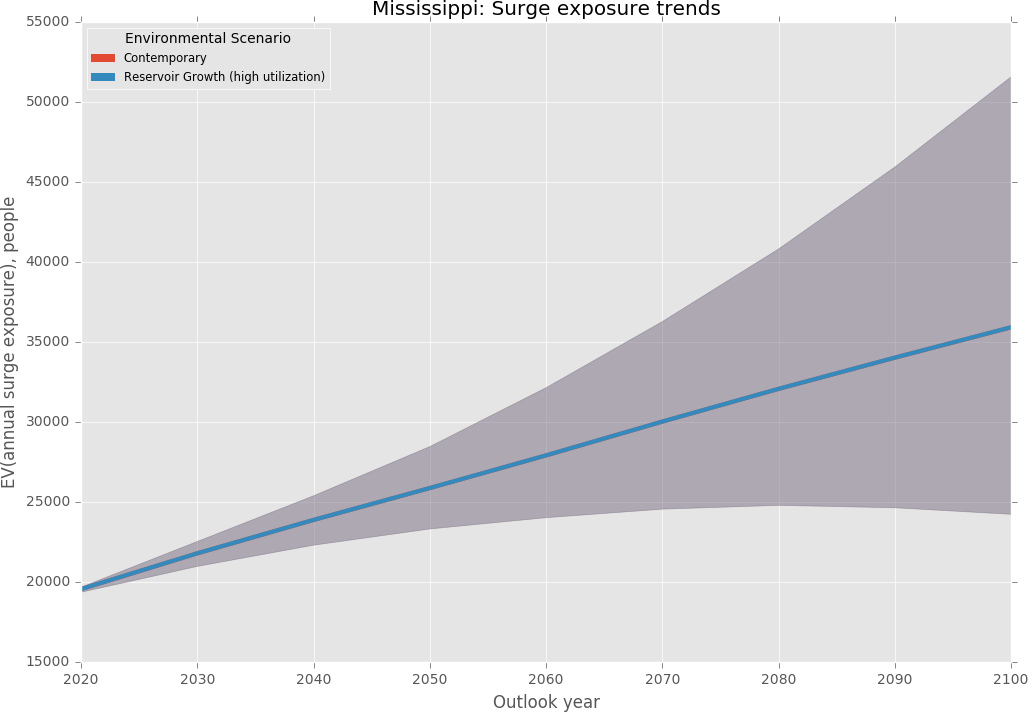 Mississippi: Surge exposure trends
55000
50000
45000
40000
35000
30000
25000
20000
15000
EV(annual surge exposure), people
Environmental Scenario
Contemporary
Reservoir Growth (high utilization)
2020 2030 2040 2050 2060 2070 2080 2090 2100
Outlook year